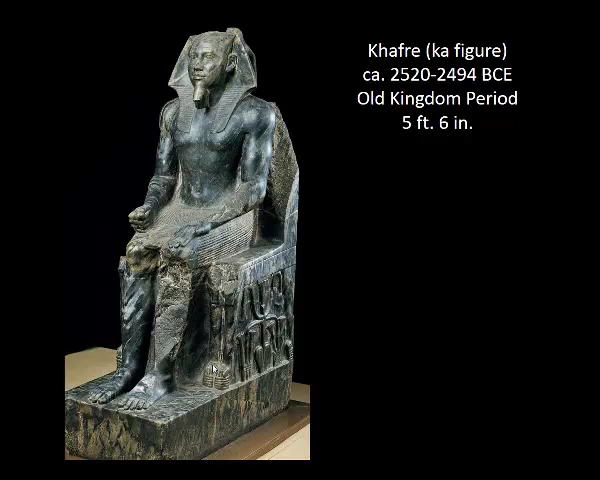 Khafre (ka figure)
ca. 2520-2494 BCE
Old Kingdom Period
5 ft. 6 in.